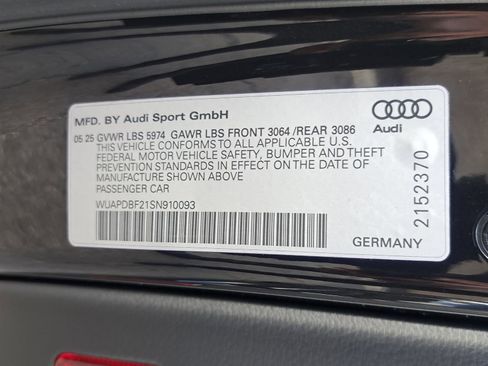 MFD. BY Audi Sport GmbH
05 25 GVWR LBS 5974 GAWR LBS FRONT 3064 /REAR 3086
THIS VEHICLE CONFORMS TO ALL APPLICABLE U.S.
FEDERAL MOTOR VEHICLE SAFETY, BUMPER AND THEFT
PREVENTION STANDARDS IN EFFECT ON THE DATE OF
MANUFACTURE SHOWN ABOVE
PASSENGER CAR
WUAPDBF21SN910093
Audi
2152370
GERMANY